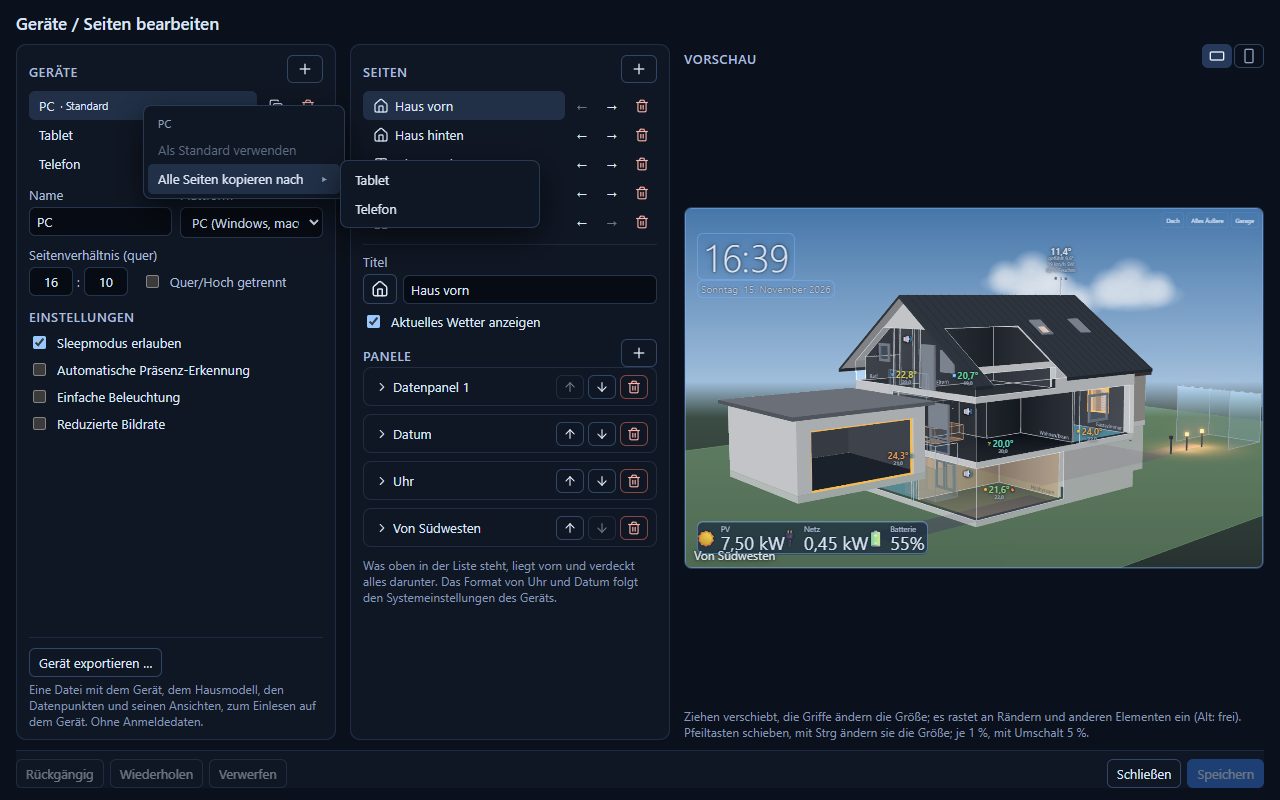 Geräte / Seiten bearbeiten
GERÄTE
PC · Standard
Tablet
Telefon
PC
Als Standard verwenden
Alle Seiten kopieren nach
Tablet
Telefon
Name
PC
PC (Windows, mac
Seitenverhältnis (quer)
16 : 10
Quer/Hoch getrennt
EINSTELLUNGEN
Sleepmodus erlauben
Automatische Präsenz-Erkennung
Einfache Beleuchtung
Reduzierte Bildrate
Gerät exportieren ...
Eine Datei mit dem Gerät, dem Hausmodell, den
Datenpunkten und seinen Ansichten, zum Einlesen auf
dem Gerät. Ohne Anmeldedaten.
SEITEN
Haus vorn
Haus hinten
Titel
Haus vorn
Aktuelles Wetter anzeigen
PANELE
Datenpanel 1
Datum
Uhr
Von Südwesten
Was oben in der Liste steht, liegt vorn und verdeckt
alles darunter. Das Format von Uhr und Datum folgt
den Systemeinstellungen des Geräts.
VORSCHAU
Dach Alles Äußere Garage
16:39
Sonntag, 15. November 2026
11,4°
22,8°
20,7°
24,0°
20,0°
24,3°
21,6°
PV
7,50 kW
Netz
0,45 kW
Batterie
55%
Von Südwesten
Ziehen verschiebt, die Griffe ändern die Größe; es rastet an Rändern und anderen Elementen ein (Alt: frei).
Pfeiltasten schieben, mit Strg ändern sie die Größe; je 1 %, mit Umschalt 5 %.
Rückgängig
Wiederholen
Verwerfen
Schließen
Speichern